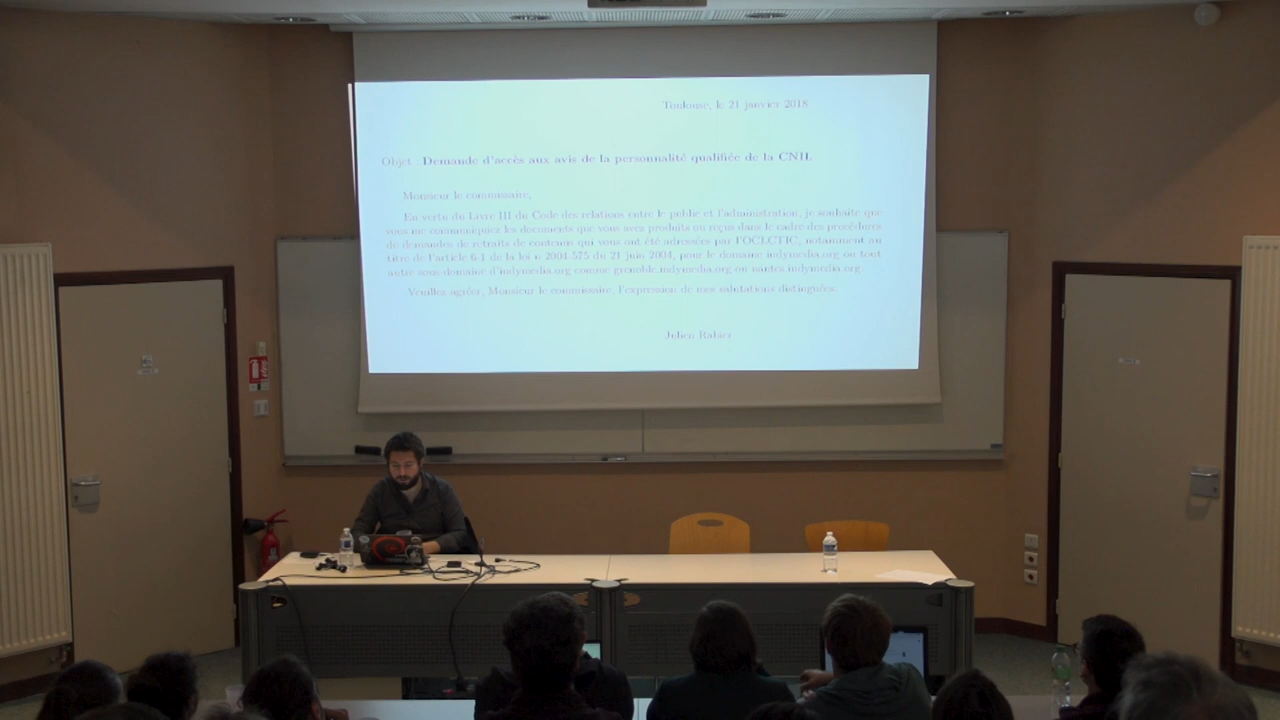 Toulouse, le 21 janvier 2018
Objet Demande d'accès aux avis de la personnalité qualifiée de la CNIL
Monsieur le commissaire,
En vertu du Livre III du Code des relations entre le public et l'administration, je souhaite que
vous me communiquiez les documents que vous avez produits ou reçus dans le cadre des procédures
de demandes de retraits de contenus qui vous ont été adressées par l'OCLCTIC, notamment au
titre de l'article 6-1 de la loi n 2004-575 du 21 juin 2004, pour le domaine indymedia.org ou tout
autre sous-domaine d'indymedia.org comme grenoble.indymedia.org ou nantes.indymedia.org
Veuillez agréer, Monsieur le commissaire, l'expression de mes salutations distinguées.
Julien Rabier